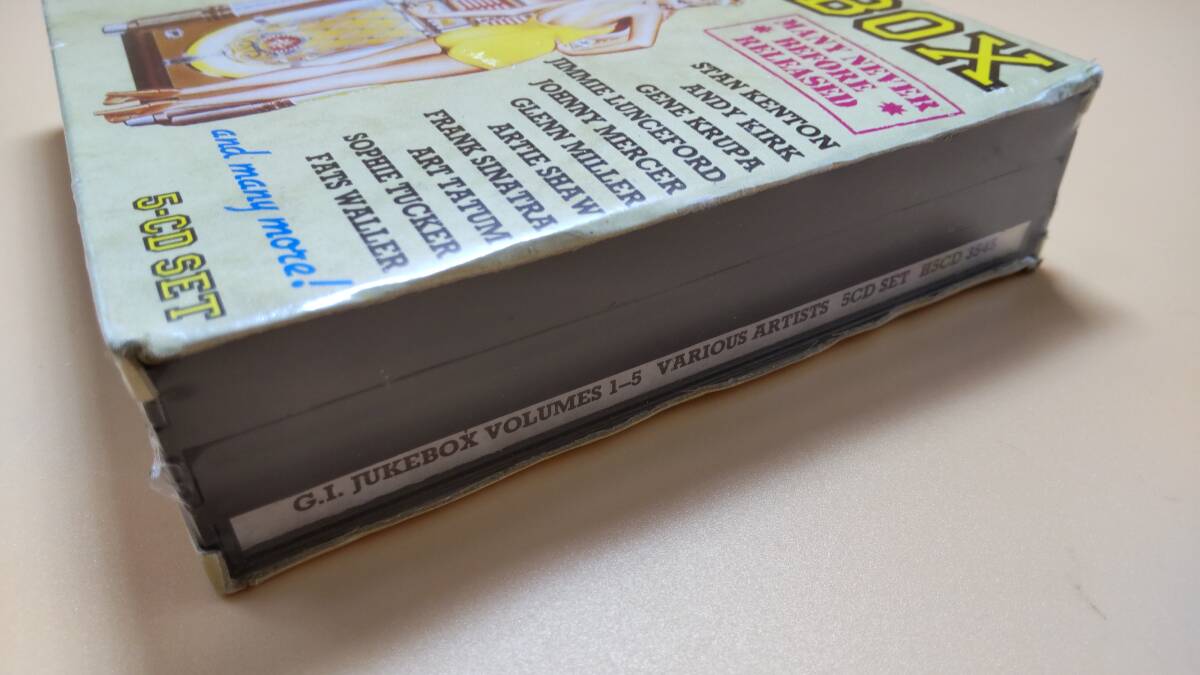 BOX
MANY NEVER
BEFORE
RELEASED
STAN KENTON
ANDY KIRK
GENE KRUPA
JIMMIE LUNCEFORD
JOHNNY MERCER
GLENN MILLER
ARTIE SHAW
FRANK SINATRA
ART TATUM
SOPHIE TUCKER
FATS WALLER
and many more!
5-CD SET
G.I. JUKEBOX VOLUMES 1–5 VARIOUS ARTISTS 5CD SET H5CD 3545